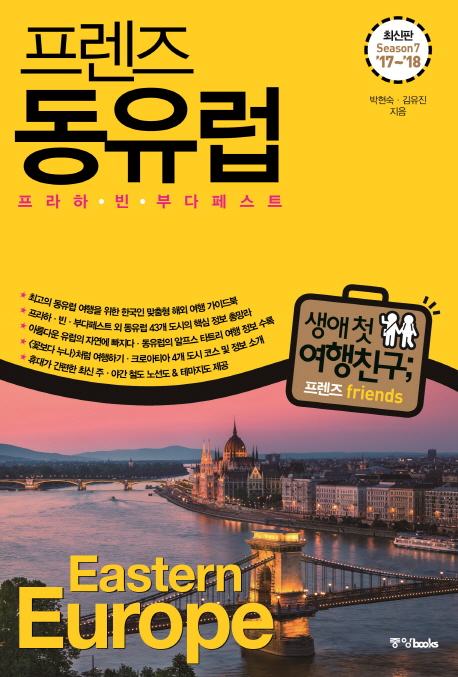 프렌즈
동유럽
프라하·빈·부다페스트
최신판
Season7
'17~'18
박현숙 · 김유진
지음
★ 최고의 동유럽 여행을 위한 한국인 맞춤형 해외 여행 가이드북
★ 프라하·빈·부다페스트 외 동유럽 43개 도시의 핵심 정보 총망라
★ 아름다운 유럽의 자연에 빠지다·동유럽의 알프스 타트리 여행 정보 수록
★ <꽃보다 누나>처럼 여행하기·크로아티아 4개 도시 코스 및 정보 소개
★ 휴대가 간편한 최신 주·야간 철도 노선도 & 테마지도 제공
생애 첫
여행친구;
프렌즈 friends
Eastern
Europe
중앙books